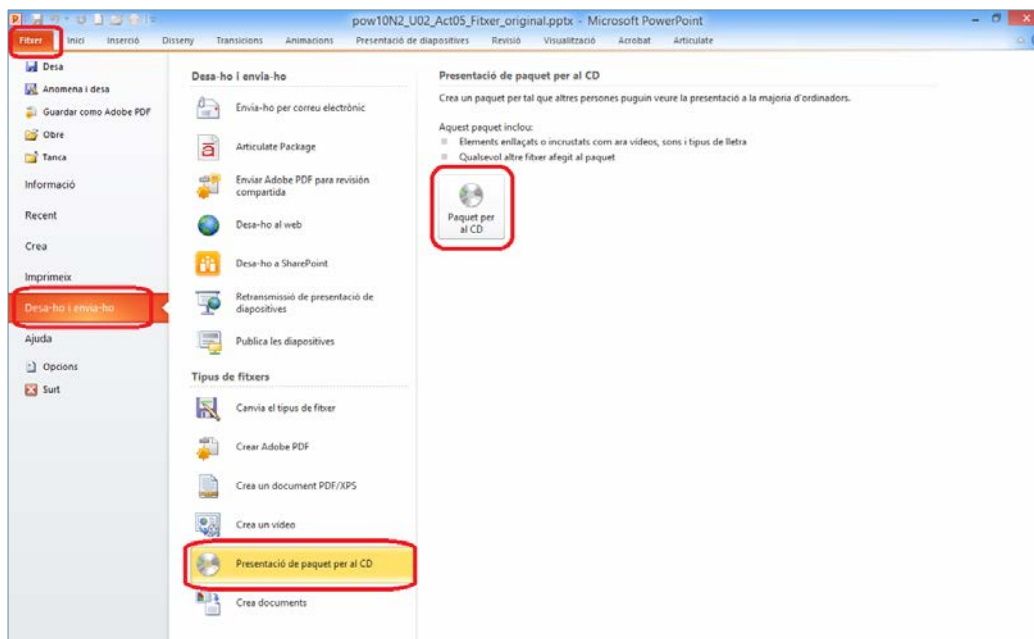 pow10N2_U02_Act05_Fitxer_original.pptx - Microsoft PowerPoint
Fitxer Inici Inserció Disseny Transicions Animacions Presentació de diapositives Revisió Visualització Acrobat Articulate
Desa
Anomena i desa
Guardar como Adobe PDF
Obre
Tanca
Informació
Recent
Crea
Imprimeix
Desa-ho i envia-ho
Ajuda
Opcions
Surt
Desa-ho i envia-ho
Envia-ho per correu electrònic
Articulate Package
Enviar Adobe PDF para revisión
compartida
Desa-ho al web
Desa-ho a SharePoint
Retransmissió de presentació de
diapositives
Publica les diapositives
Tipus de fitxers
Canvia el tipus de fitxer
Crear Adobe PDF
Crea un document PDF/XPS
Crea un vídeo
Presentació de paquet per al CD
Crea documents
Presentació de paquet per al CD
Crea un paquet per tal que altres persones puguin veure la presentació a la majoria d'ordinadors.
Aquest paquet inclou:
Elements enllaçats o incrustats com ara vídeos, sons i tipus de lletra
Qualsevol altre fitxer afegit al paquet
Paquet per
al CD